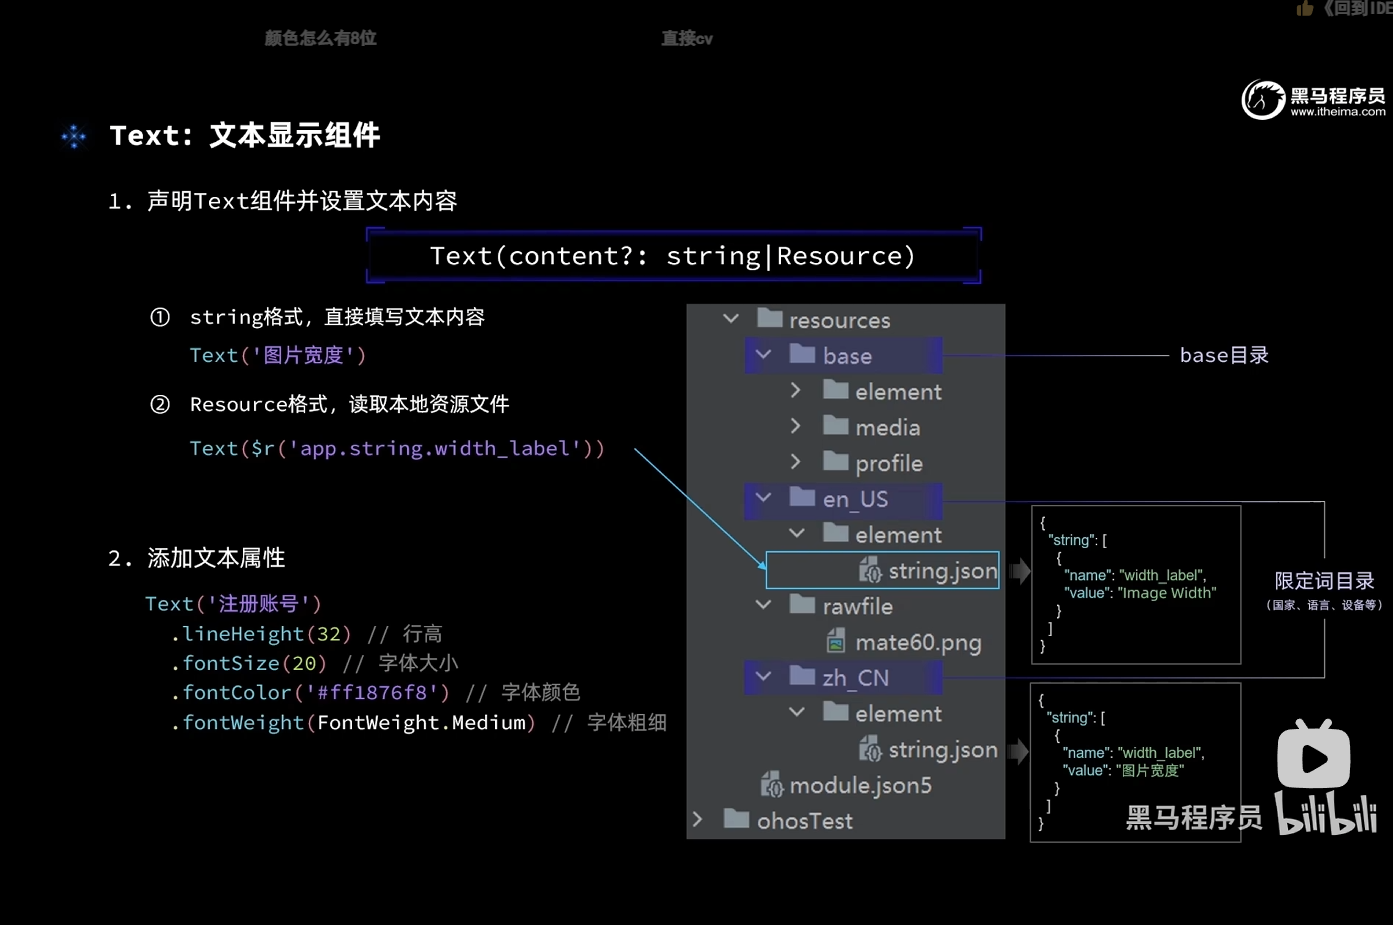 《回到IDE
颜色怎么有8位
直接cv
黑马程序员
www.itheima.com
Text: 文本显示组件
1. 声明Text组件并设置文本内容
Text(content?: string|Resource)
① string格式，直接填写文本内容
Text('图片宽度')
② Resource格式，读取本地资源文件
Text($r('app.string.width_label'))
2. 添加文本属性
Text('注册账号')
.lineHeight(32) // 行高
.fontSize(20) // 字体大小
.fontColor('#ff1876f8') // 字体颜色
.fontWeight(FontWeight.Medium) // 字体粗细
resources
base
element
media
profile
en_US
element
string.json
rawfile
mate60.png
zh_CN
element
string.json
module.json5
ohosTest
base目录
{
"string": [
{
"name": "width_label",
"value": "Image Width"
}
]
}
限定词目录
(国家、语言、设备等)
{
"string": [
{
"name": "width_label",
"value": "图片宽度"
}
]
}
黑马程序员
bilibili